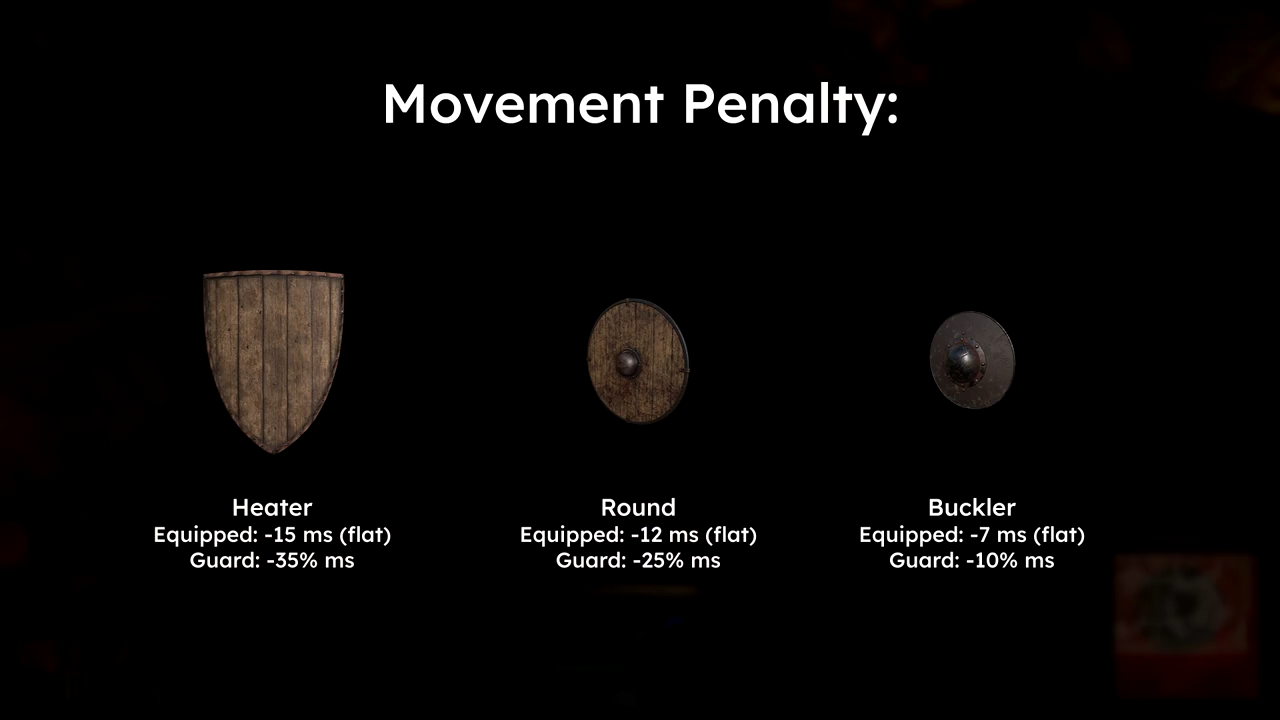 Movement Penalty:
Heater
Equipped: -15 ms (flat)
Guard: -35% ms
Round
Equipped: -12 ms (flat)
Guard: -25% ms
Buckler
Equipped: -7 ms (flat)
Guard: -10% ms